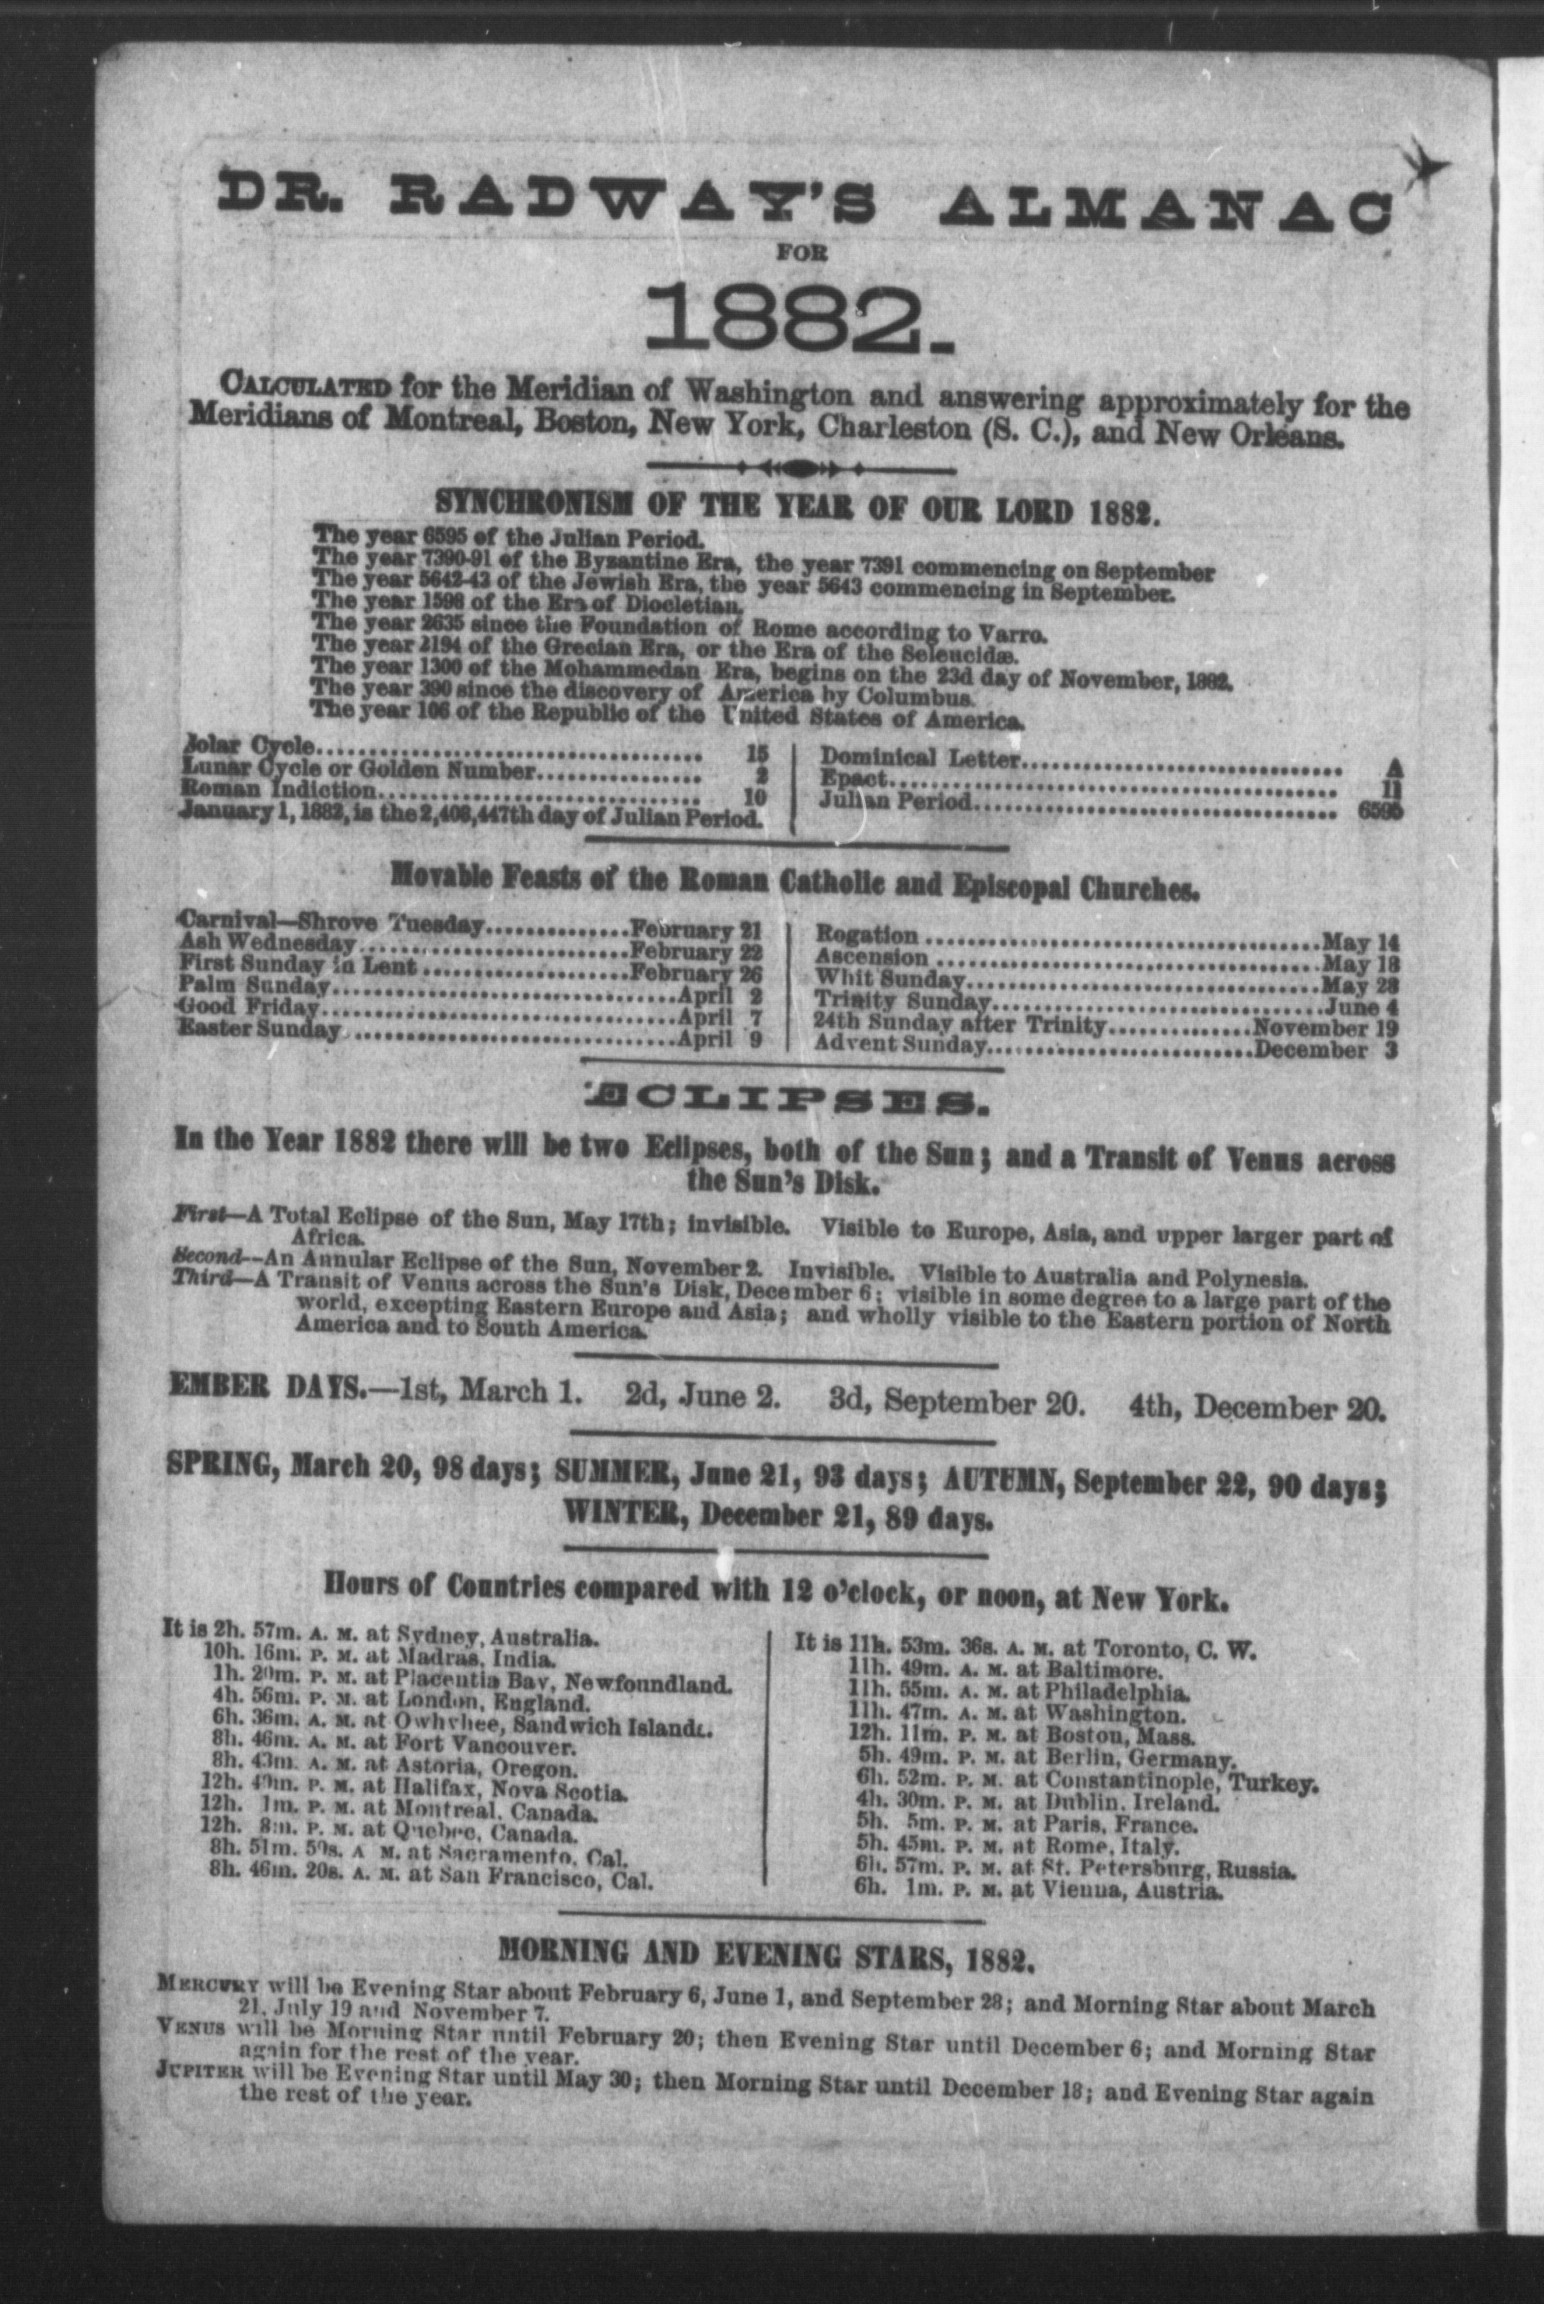 DR. RADWAY'S ALMANAC
FOR
1882.
CALCULATED for the Meridian of Washington and answering approximately for the
Meridians of Montreal, Boston, New York, Charleston (S. C.), and New Orleans.
SYNCHRONISM OF THE YEAR OF OUR LORD 1882.
The year 6595 of the Julian Period.
The year 7390-91 of the Byzantine Era, the year 7391 commencing on September
The year 5642-43 of the Jewish Era, the year 5643 commencing in September.
The year 1598 of the Era of Diocletian.
The year 2635 since the Foundation of Rome according to Varro.
The year 2194 of the Grecian Era, or the Era of the Seleucidæ.
The year 1300 of the Mohammedan Era, begins on the 23d day of November, 1882.
The year 390 since the discovery of America by Columbus.
The year 106 of the Republic of the United States of America.
Solar Cycle 15
Lunar Cycle or Golden Number 2
Roman Indiction 10
January 1, 1882, is the 2,408,447th day of Julian Period.
Dominical Letter A
Epact 11
Julian Period 6595
Movable Feasts of the Roman Catholic and Episcopal Churches.
Carnival—Shrove Tuesday February 21
Ash Wednesday February 22
First Sunday in Lent February 26
Palm Sunday April 2
Good Friday April 7
Easter Sunday April 9
Rogation May 14
Ascension May 18
Whit Sunday May 28
Trinity Sunday June 4
24th Sunday after Trinity November 19
Advent Sunday December 3
ECLIPSES.
In the Year 1882 there will be two Eclipses, both of the Sun; and a Transit of Venus across
the Sun's Disk.
First—A Total Eclipse of the Sun, May 17th; invisible. Visible to Europe, Asia, and upper larger part of
Africa.
Second—An Annular Eclipse of the Sun, November 2. Invisible. Visible to Australia and Polynesia.
Third—A Transit of Venus across the Sun's Disk, December 6; visible in some degree to a large part of the
world, excepting Eastern Europe and Asia; and wholly visible to the Eastern portion of North
America and to South America.
EMBER DAYS.—1st, March 1. 2d, June 2. 3d, September 20. 4th, December 20.
SPRING, March 20, 93 days; SUMMER, June 21, 93 days; AUTUMN, September 22, 90 days;
WINTER, December 21, 89 days.
Hours of Countries compared with 12 o'clock, or noon, at New York.
It is 2h. 57m. A. M. at Sydney, Australia.
10h. 16m. P. M. at Madras, India.
1h. 20m. P. M. at Placentia Bay, Newfoundland.
4h. 56m. P. M. at London, England.
6h. 36m. A. M. at Owhyhee, Sandwich Islands.
8h. 46m. A. M. at Fort Vancouver.
8h. 43m. A. M. at Astoria, Oregon.
12h. 40m. P. M. at Halifax, Nova Scotia.
12h. 1m. P. M. at Montreal, Canada.
12h. 8m. P. M. at Quebec, Canada.
8h. 51m. 59s. A M. at Sacramento, Cal.
8h. 46m. 20s. A. M. at San Francisco, Cal.
It is 11h. 53m. 36s. A. M. at Toronto, C. W.
11h. 49m. A. M. at Baltimore.
11h. 55m. A. M. at Philadelphia.
11h. 47m. A. M. at Washington.
12h. 11m. P. M. at Boston, Mass.
5h. 49m. P. M. at Berlin, Germany.
6h. 52m. P. M. at Constantinople, Turkey.
4h. 30m. P. M. at Dublin, Ireland.
5h. 5m. P. M. at Paris, France.
5h. 45m. P. M. at Rome, Italy.
6h. 57m. P. M. at St. Petersburg, Russia.
6h. 1m. P. M. at Vienna, Austria.
MORNING AND EVENING STARS, 1882.
MERCURY will be Evening Star about February 6, June 1, and September 28; and Morning Star about March
21, July 19 and November 7.
VENUS will be Morning Star until February 20; then Evening Star until December 6; and Morning Star
again for the rest of the year.
JUPITER will be Evening Star until May 30; then Morning Star until December 18; and Evening Star again
the rest of the year.